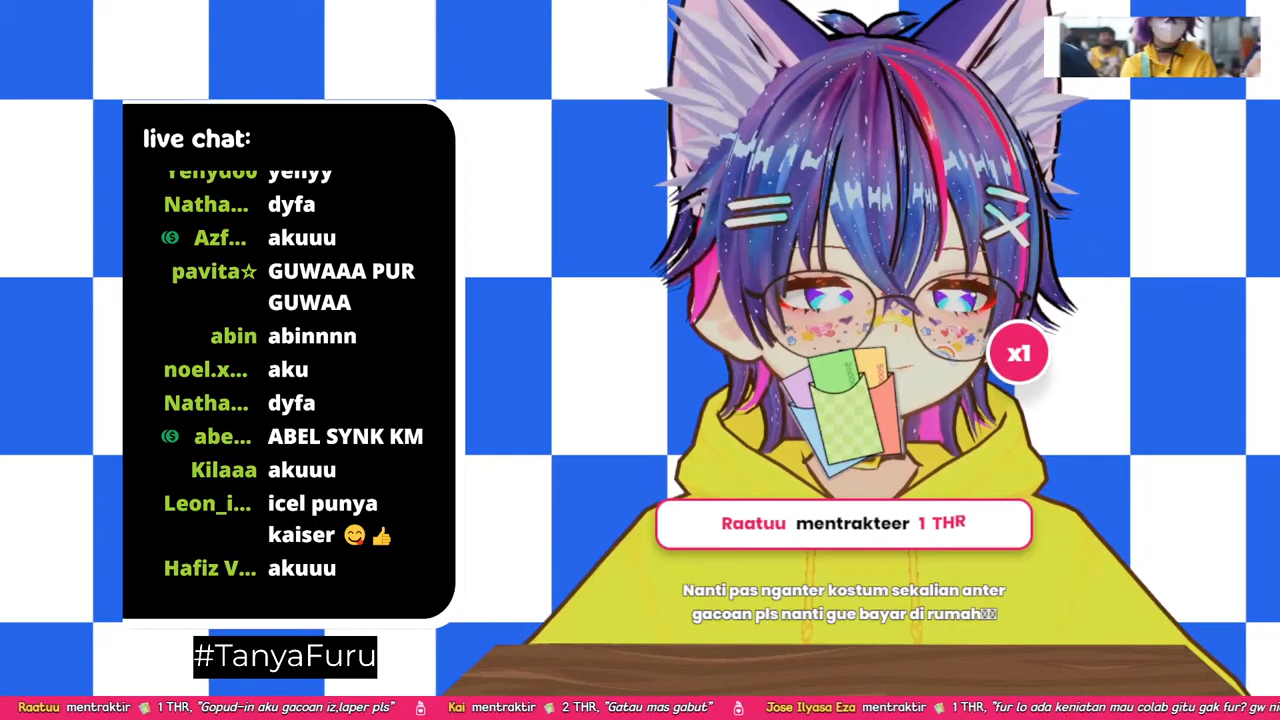 live chat:
Yenyuoo yenyy
Natha... dyfa
Azf... akuuu
pavita☆ GUWAAA PUR
GUWAA
abin abinnnn
noel.x... aku
Natha... dyfa
abe... ABEL SYNK KM
Kilaaa akuuu
Leon_i... icel punya
kaiser 😋👍
Hafiz V... akuuu
#TanyaFuru
x1
Raatuu mentrakteer 1 THR
Nanti pas nganter kostum sekalian anter
gacoan pls nanti gue bayar di rumah
Raatuu mentraktir 1 THR, "Gopud-in aku gacoan iz,laper pls" Kai mentraktir 2 THR, "Gatau mas gabut" Jose Ilyasa Eza mentraktir 1 THR, "fur lo ada keniatan mau colab gitu gak fur? gw ni